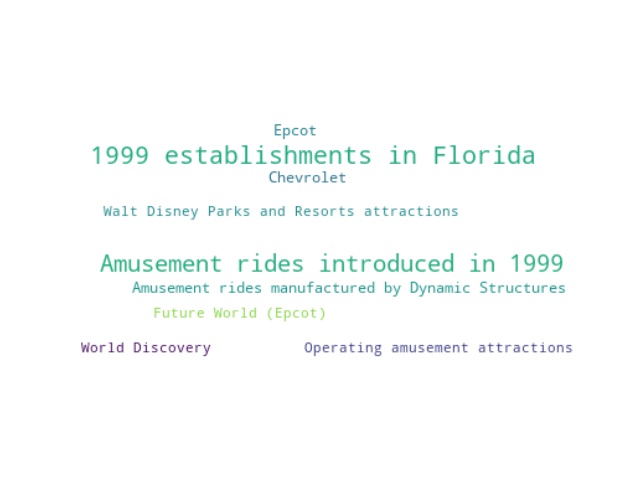 Epcot
1999 establishments in Florida
Chevrolet
Walt Disney Parks and Resorts attractions
Amusement rides introduced in 1999
Amusement rides manufactured by Dynamic Structures
Future World (Epcot)
World Discovery
Operating amusement attractions